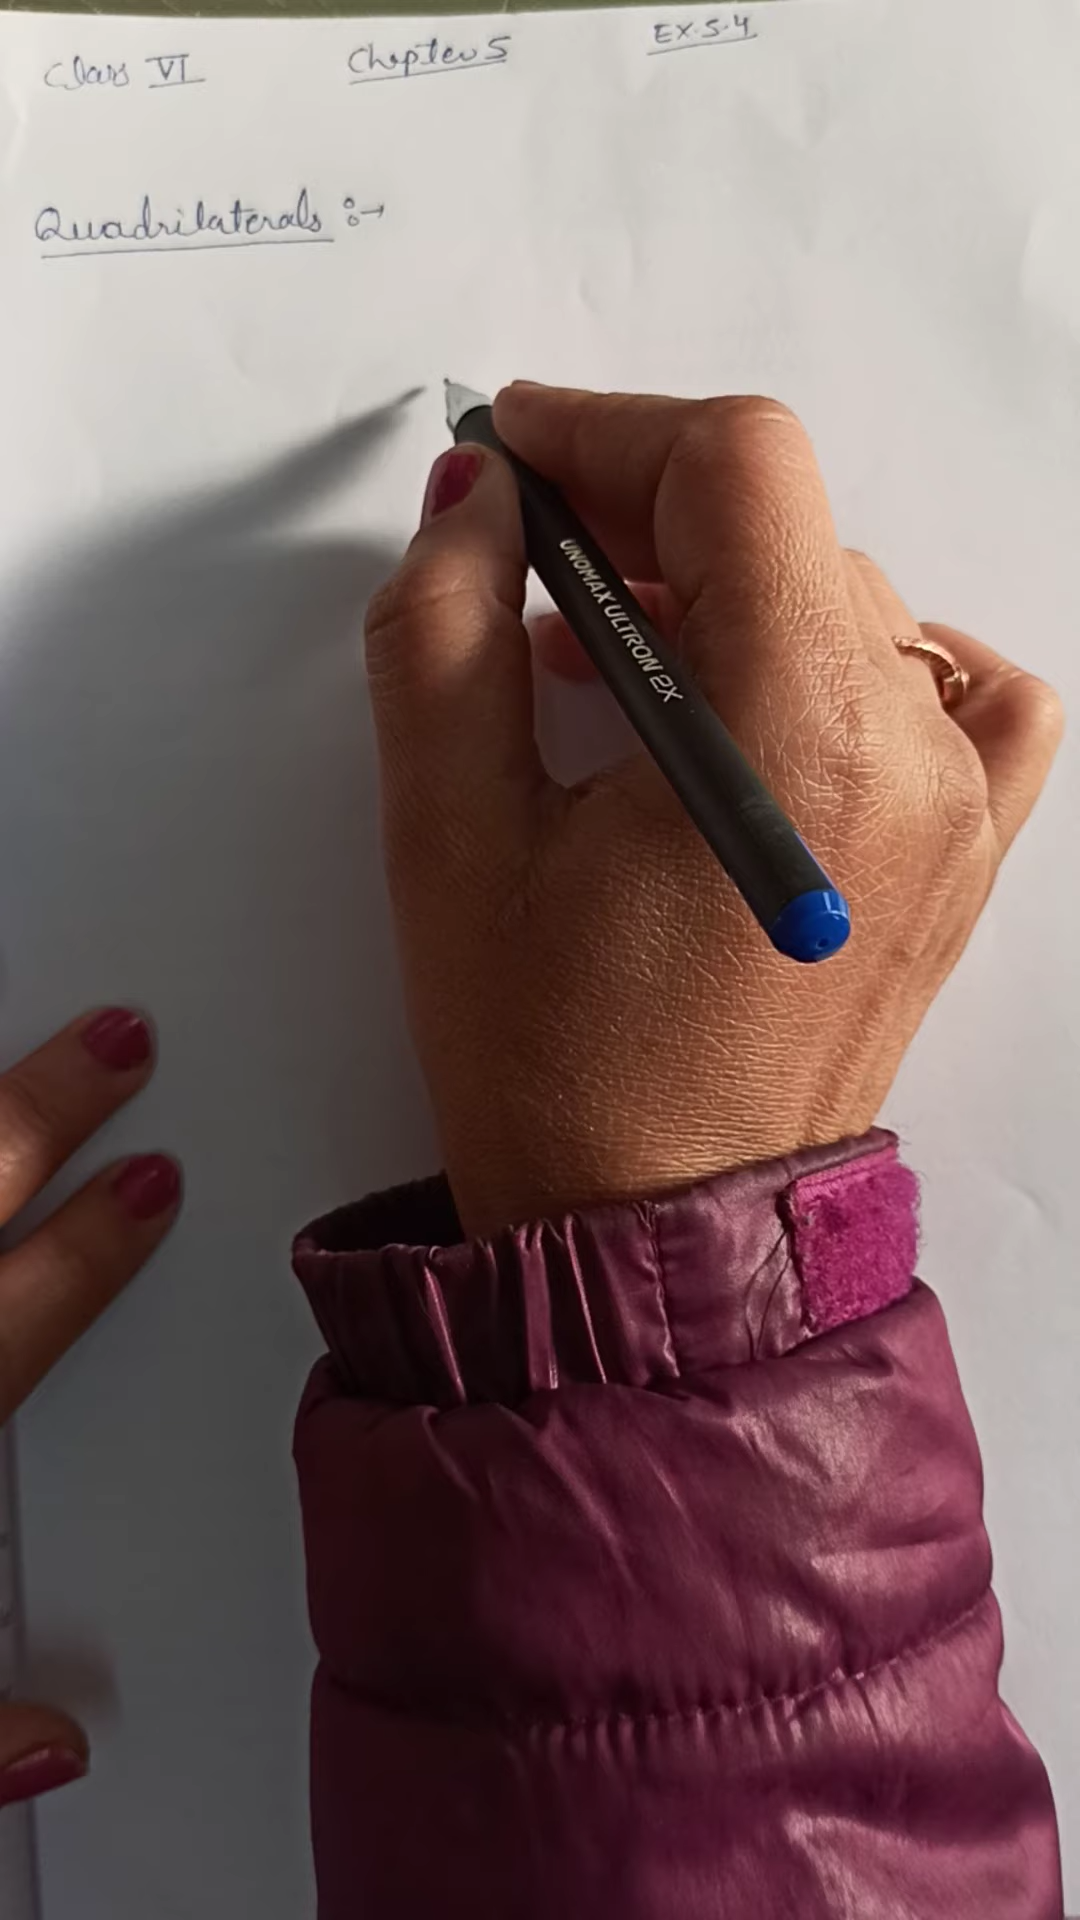 Class VI Chapter 5 EX. 5.4
Quadrilaterals :→
UNOMAX ULTRON 2X